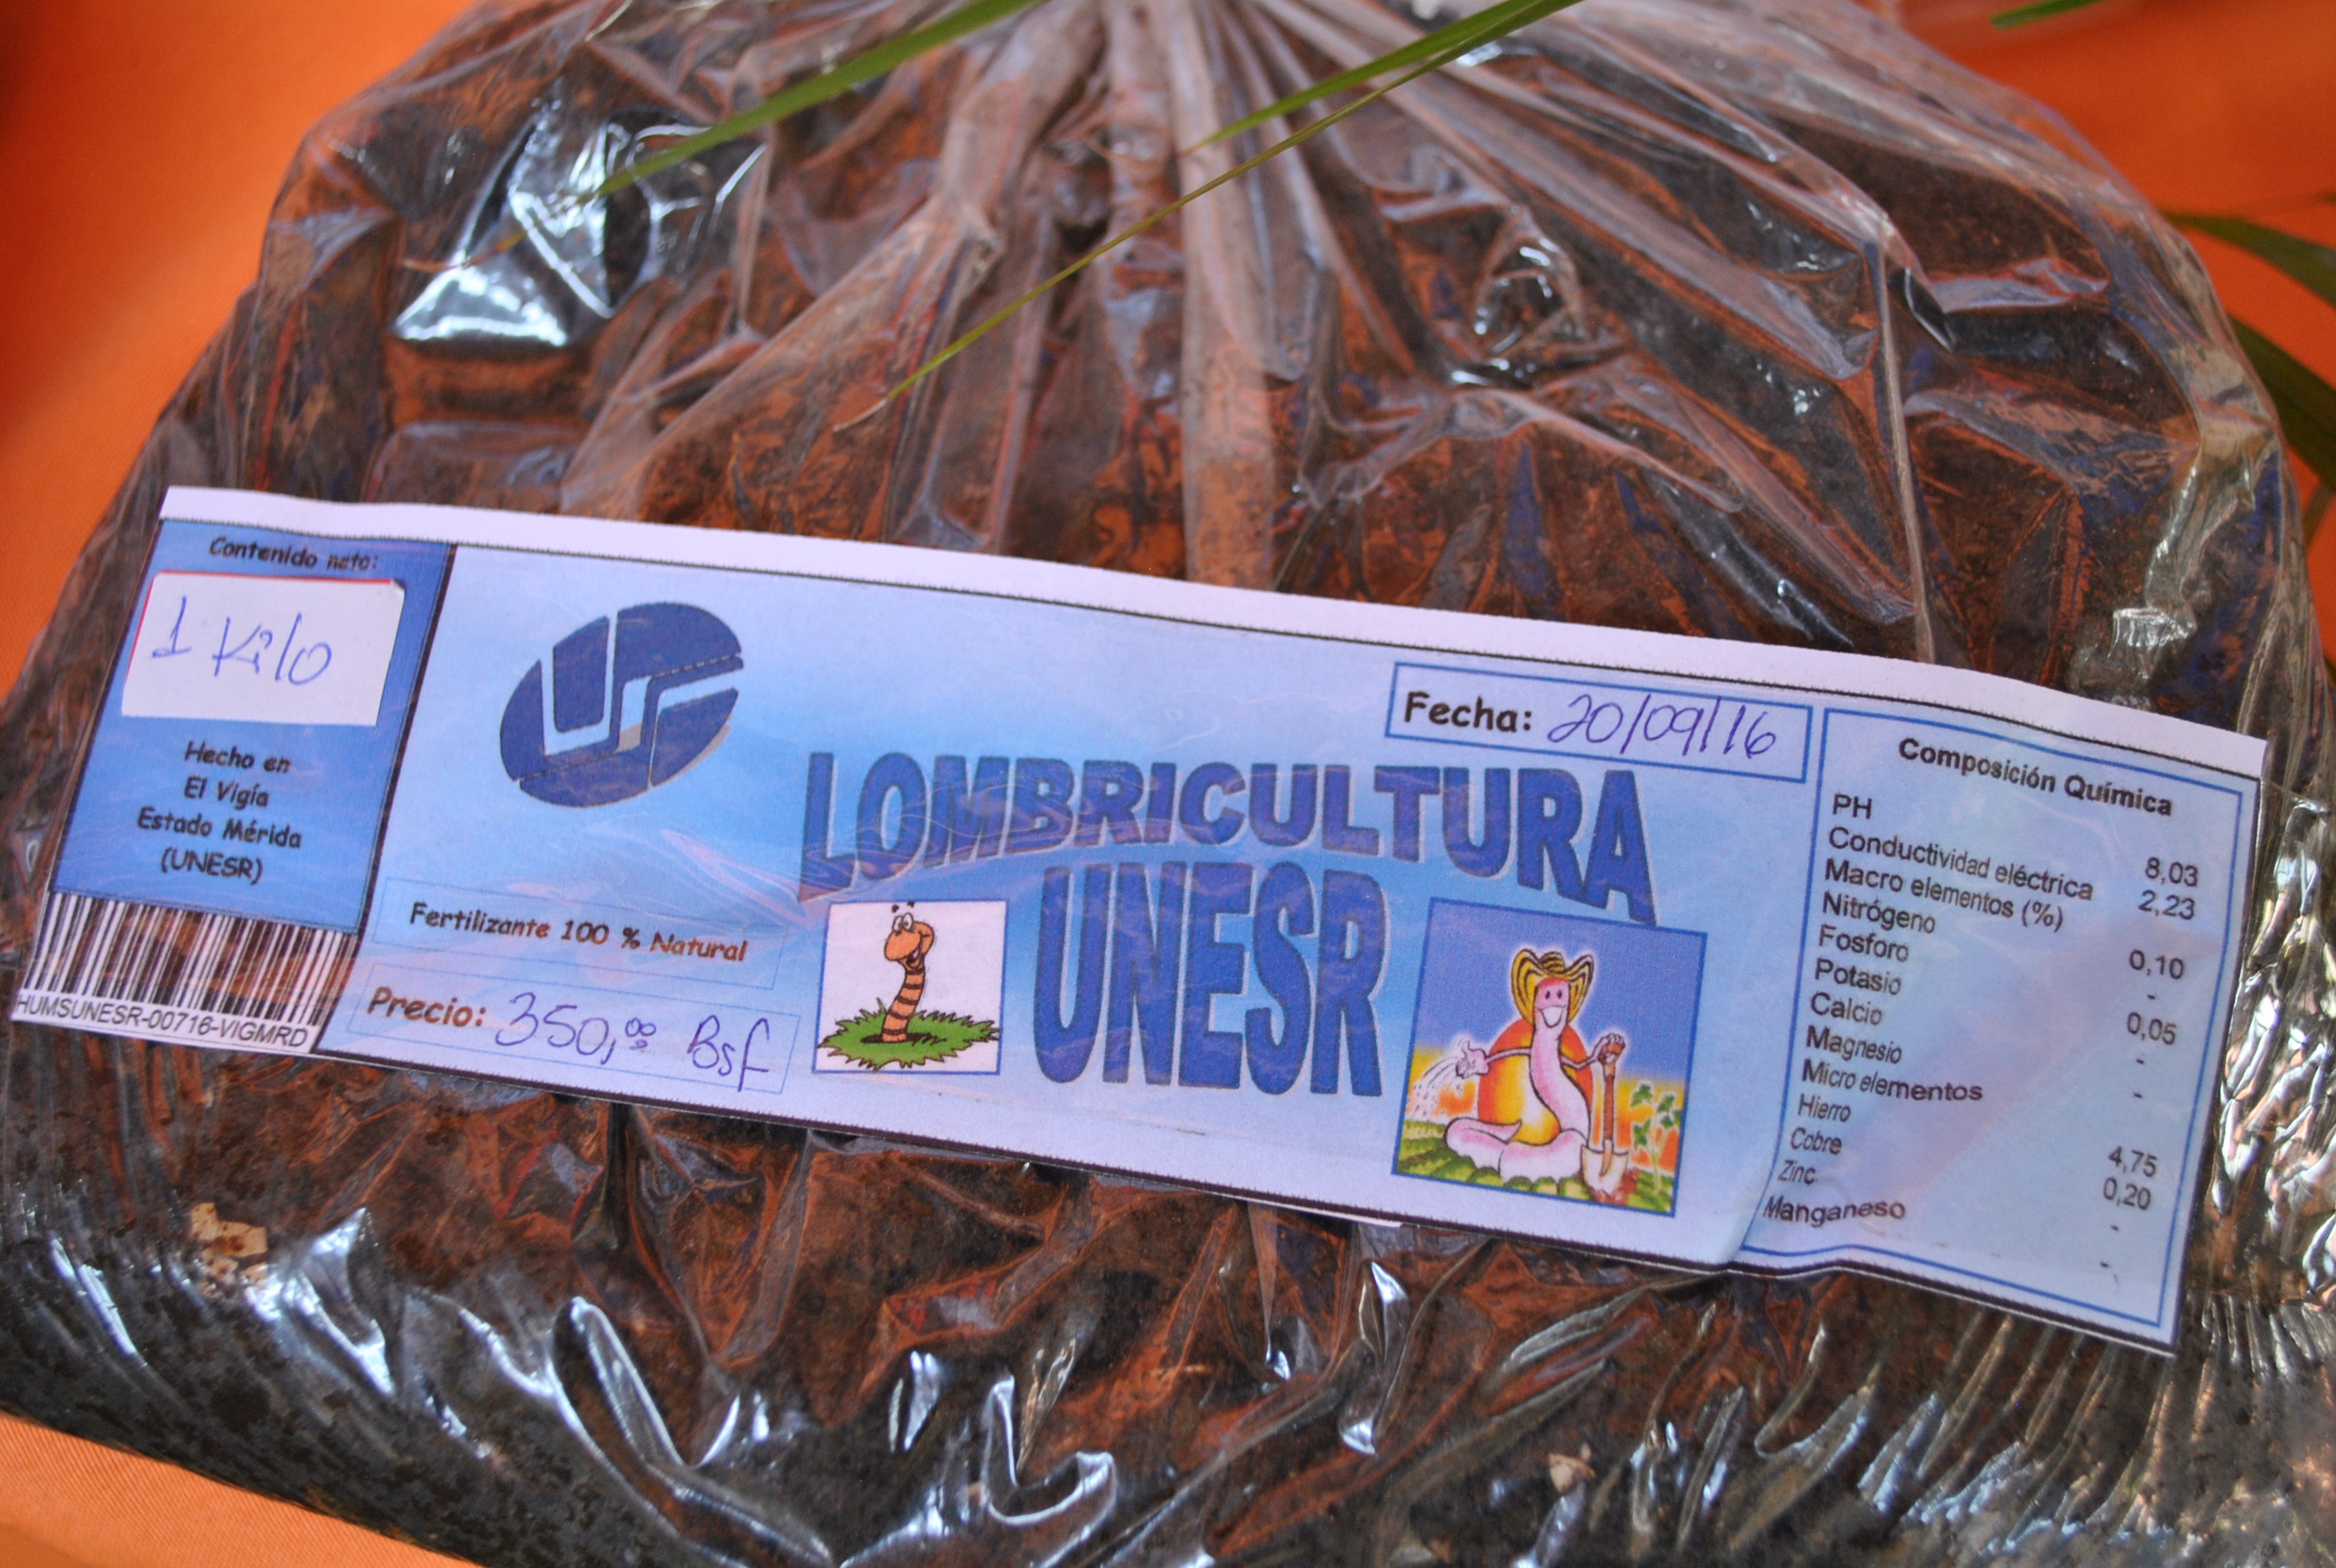 Contenido neto:
1 Kilo
Hecho en
El Vigía
Estado Mérida
(UNESR)
HUMSUNESR-00716-VIGMRD
Fertilizante 100 % Natural
Precio: 350,00 Bsf
LOMBRICULTURA
UNESR
Fecha: 20/09/16
Composición Química
PH 8,03
Conductividad eléctrica 2,23
Macro elementos (%)
Nitrógeno 0,10
Fosforo -
Potasio 0,05
Calcio -
Magnesio -
Micro elementos
Hierro 4,75
Cobre 0,20
Zinc -
Manganeso -